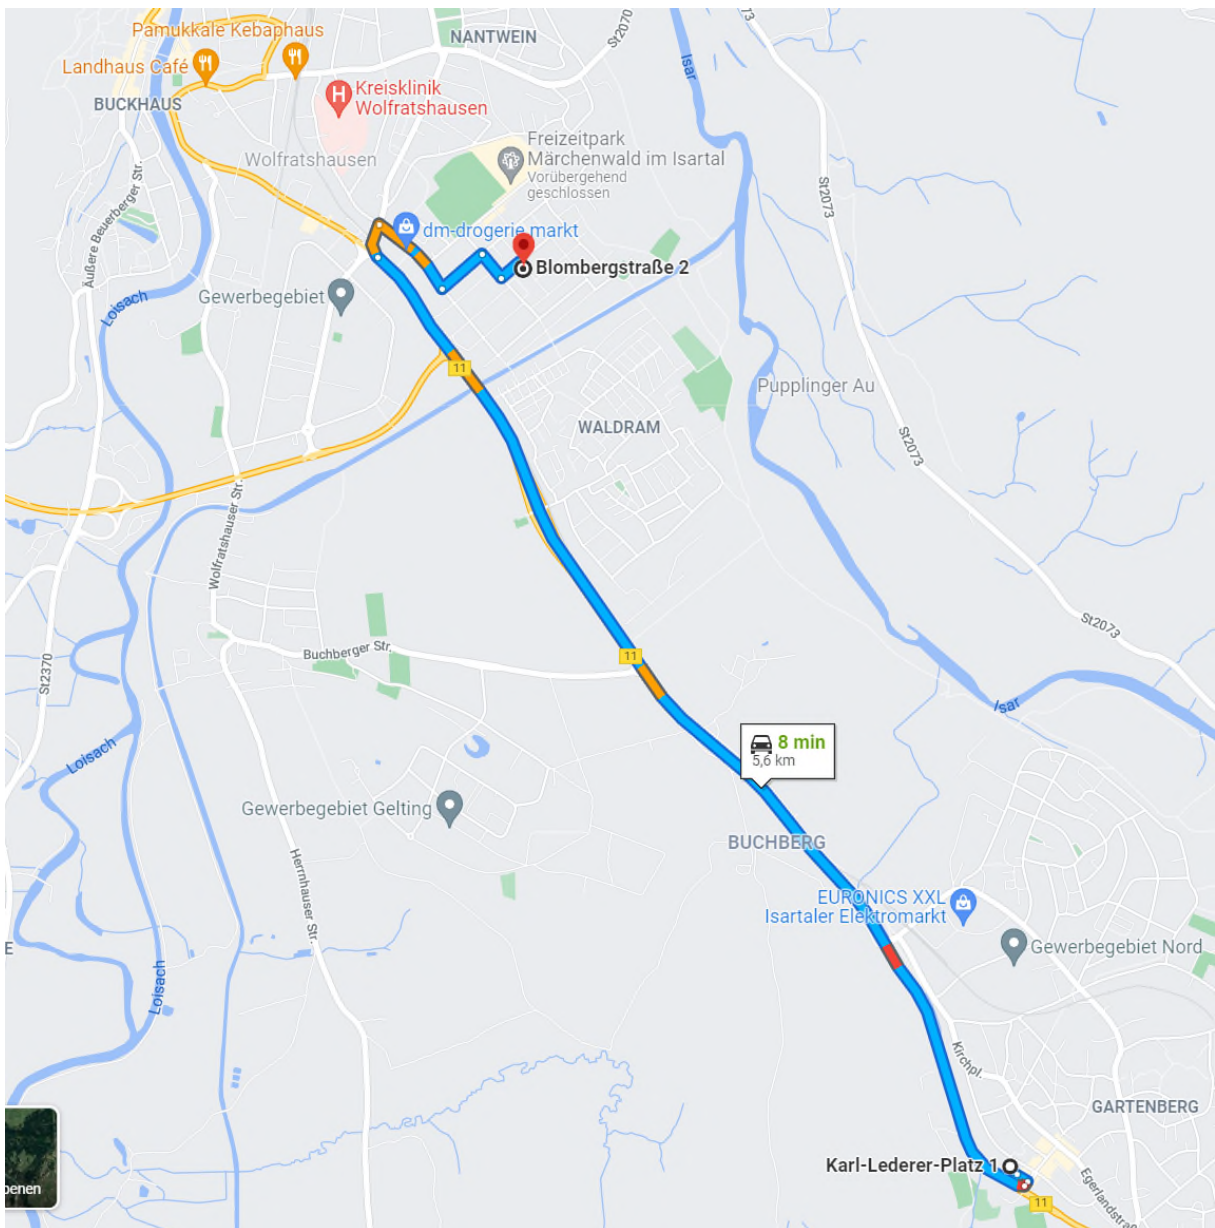 Pamukkale Kebaphaus
NANTWEIN
St2070
73
Isar
Landhaus Café
BUCKHAUS
H
Kreisklinik
Wolfratshausen
Freizeitpark
Märchenwald im Isartal
Vorübergehend
geschlossen
Wolfratshausen
St2073
Äußere Beuerberger Str.
dm-drogerie markt
Blombergstraße 2
Gewerbegebiet
Loisach
11
Pupplinger Au
WALDRAM
St2073
Wolfratshauser Str.
St2073
Buchberger Str.
11
St2370
Isar
8 min
5,6 km
Loisach
Gewerbegebiet Gelting
BUCHBERG
EURONICS XXL
Isartaler Elektromarkt
Herrnhauser Str.
E
Gewerbegebiet Nord
Loisach
Kirchpl.
GARTENBERG
Karl-Lederer-Platz 1
Egerlandstraß
benen
11